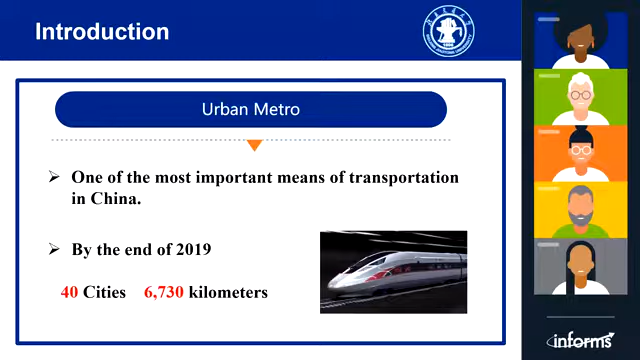 Introduction
Urban Metro
One of the most important means of transportation
in China.
By the end of 2019
40 Cities 6,730 kilometers
informs